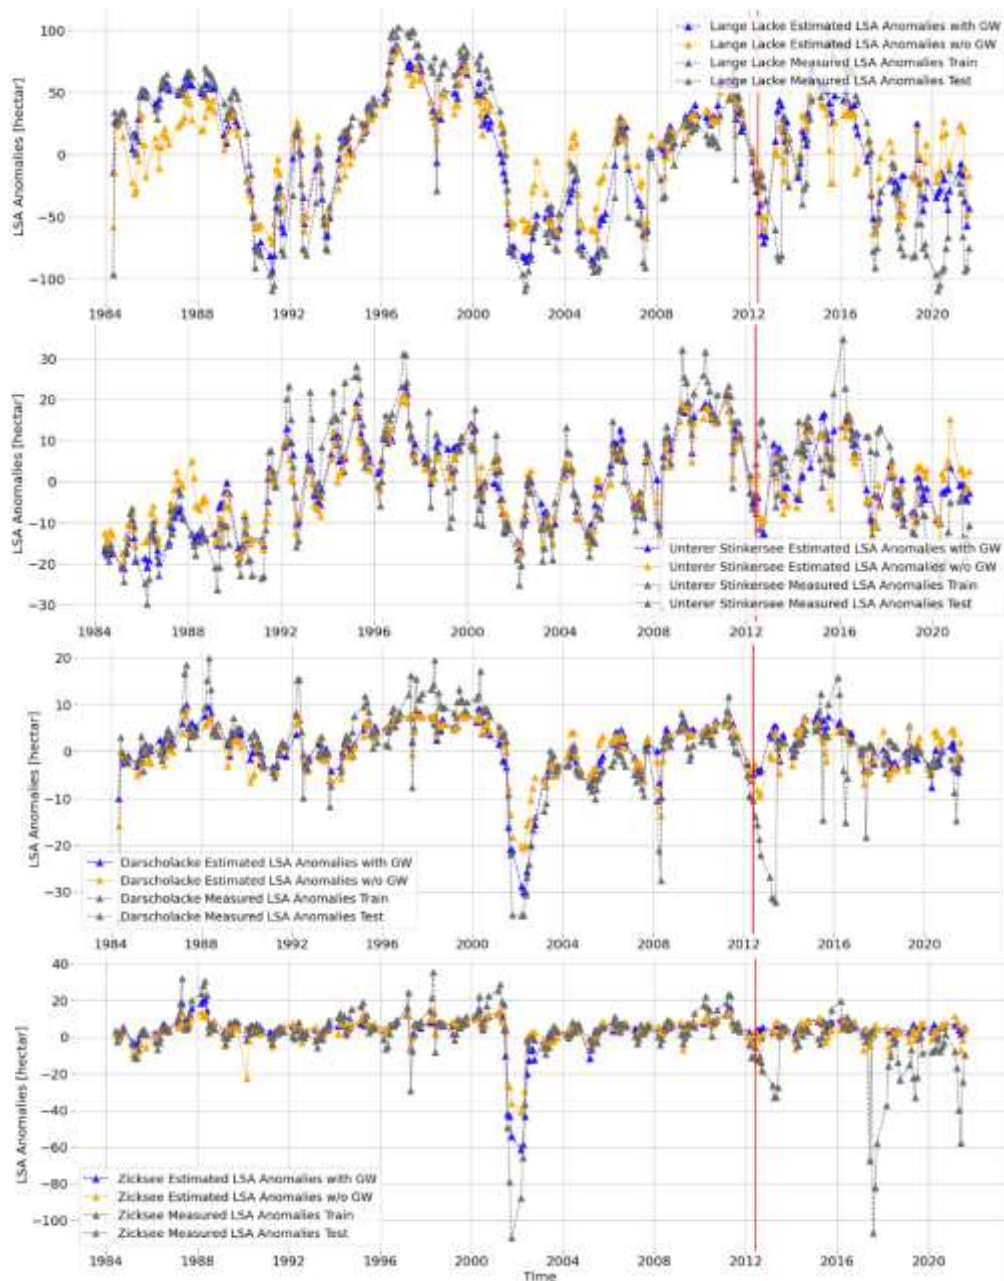 100
50
0
−50
−100
LSA Anomalies [hectar]
Lange Lacke Estimated LSA Anomalies with GW
Lange Lacke Estimated LSA Anomalies w/o GW
Lange Lacke Measured LSA Anomalies Train
Lange Lacke Measured LSA Anomalies Test
1984 1988 1992 1996 2000 2004 2008 2012 2016 2020
30
20
10
0
−10
−20
−30
LSA Anomalies [hectar]
Unterer Stinkersee Estimated LSA Anomalies with GW
Unterer Stinkersee Estimated LSA Anomalies w/o GW
Unterer Stinkersee Measured LSA Anomalies Train
Unterer Stinkersee Measured LSA Anomalies Test
1984 1988 1992 1996 2000 2004 2008 2012 2016 2020
20
10
0
−10
−20
−30
LSA Anomalies [hectar]
Darscholacke Estimated LSA Anomalies with GW
Darscholacke Estimated LSA Anomalies w/o GW
Darscholacke Measured LSA Anomalies Train
Darscholacke Measured LSA Anomalies Test
1984 1988 1992 1996 2000 2004 2008 2012 2016 2020
40
20
0
−20
−40
−60
−80
−100
LSA Anomalies [hectar]
Zicksee Estimated LSA Anomalies with GW
Zicksee Estimated LSA Anomalies w/o GW
Zicksee Measured LSA Anomalies Train
Zicksee Measured LSA Anomalies Test
1984 1988 1992 1996 2000 2004 2008 2012 2016 2020
Time